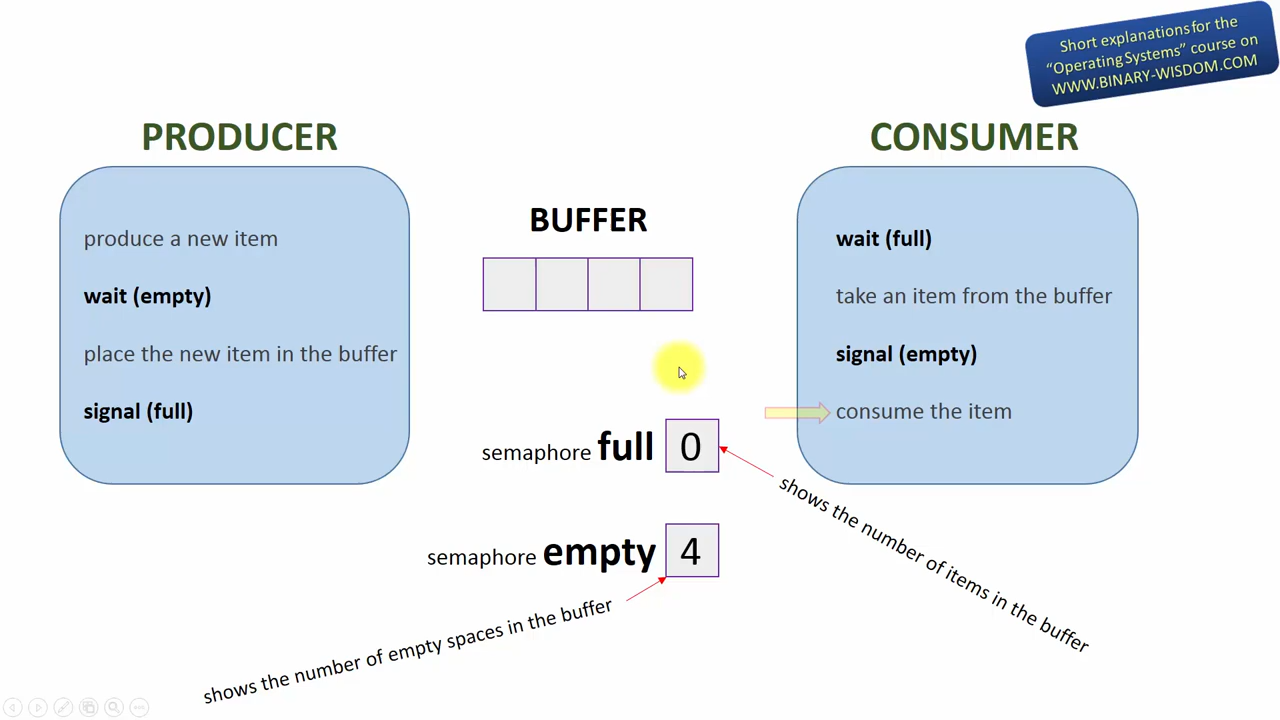 Short explanations for the
"Operating Systems" course on
WWW.BINARY-WISDOM.COM
PRODUCER
produce a new item
wait (empty)
place the new item in the buffer
signal (full)
BUFFER
semaphore full 0
semaphore empty 4
shows the number of empty spaces in the buffer
CONSUMER
wait (full)
take an item from the buffer
signal (empty)
consume the item
shows the number of items in the buffer